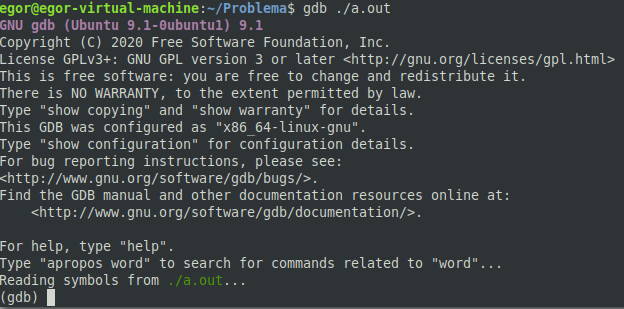 egor@egor-virtual-machine:~/Problema$ gdb ./a.out
GNU gdb (Ubuntu 9.1-0ubuntu1) 9.1
Copyright (C) 2020 Free Software Foundation, Inc.
License GPLv3+: GNU GPL version 3 or later <http://gnu.org/licenses/gpl.html>
This is free software: you are free to change and redistribute it.
There is NO WARRANTY, to the extent permitted by law.
Type "show copying" and "show warranty" for details.
This GDB was configured as "x86_64-linux-gnu".
Type "show configuration" for configuration details.
For bug reporting instructions, please see:
<http://www.gnu.org/software/gdb/bugs/>.
Find the GDB manual and other documentation resources online at:
    <http://www.gnu.org/software/gdb/documentation/>.

For help, type "help".
Type "apropos word" to search for commands related to "word"...
Reading symbols from ./a.out...
(gdb)